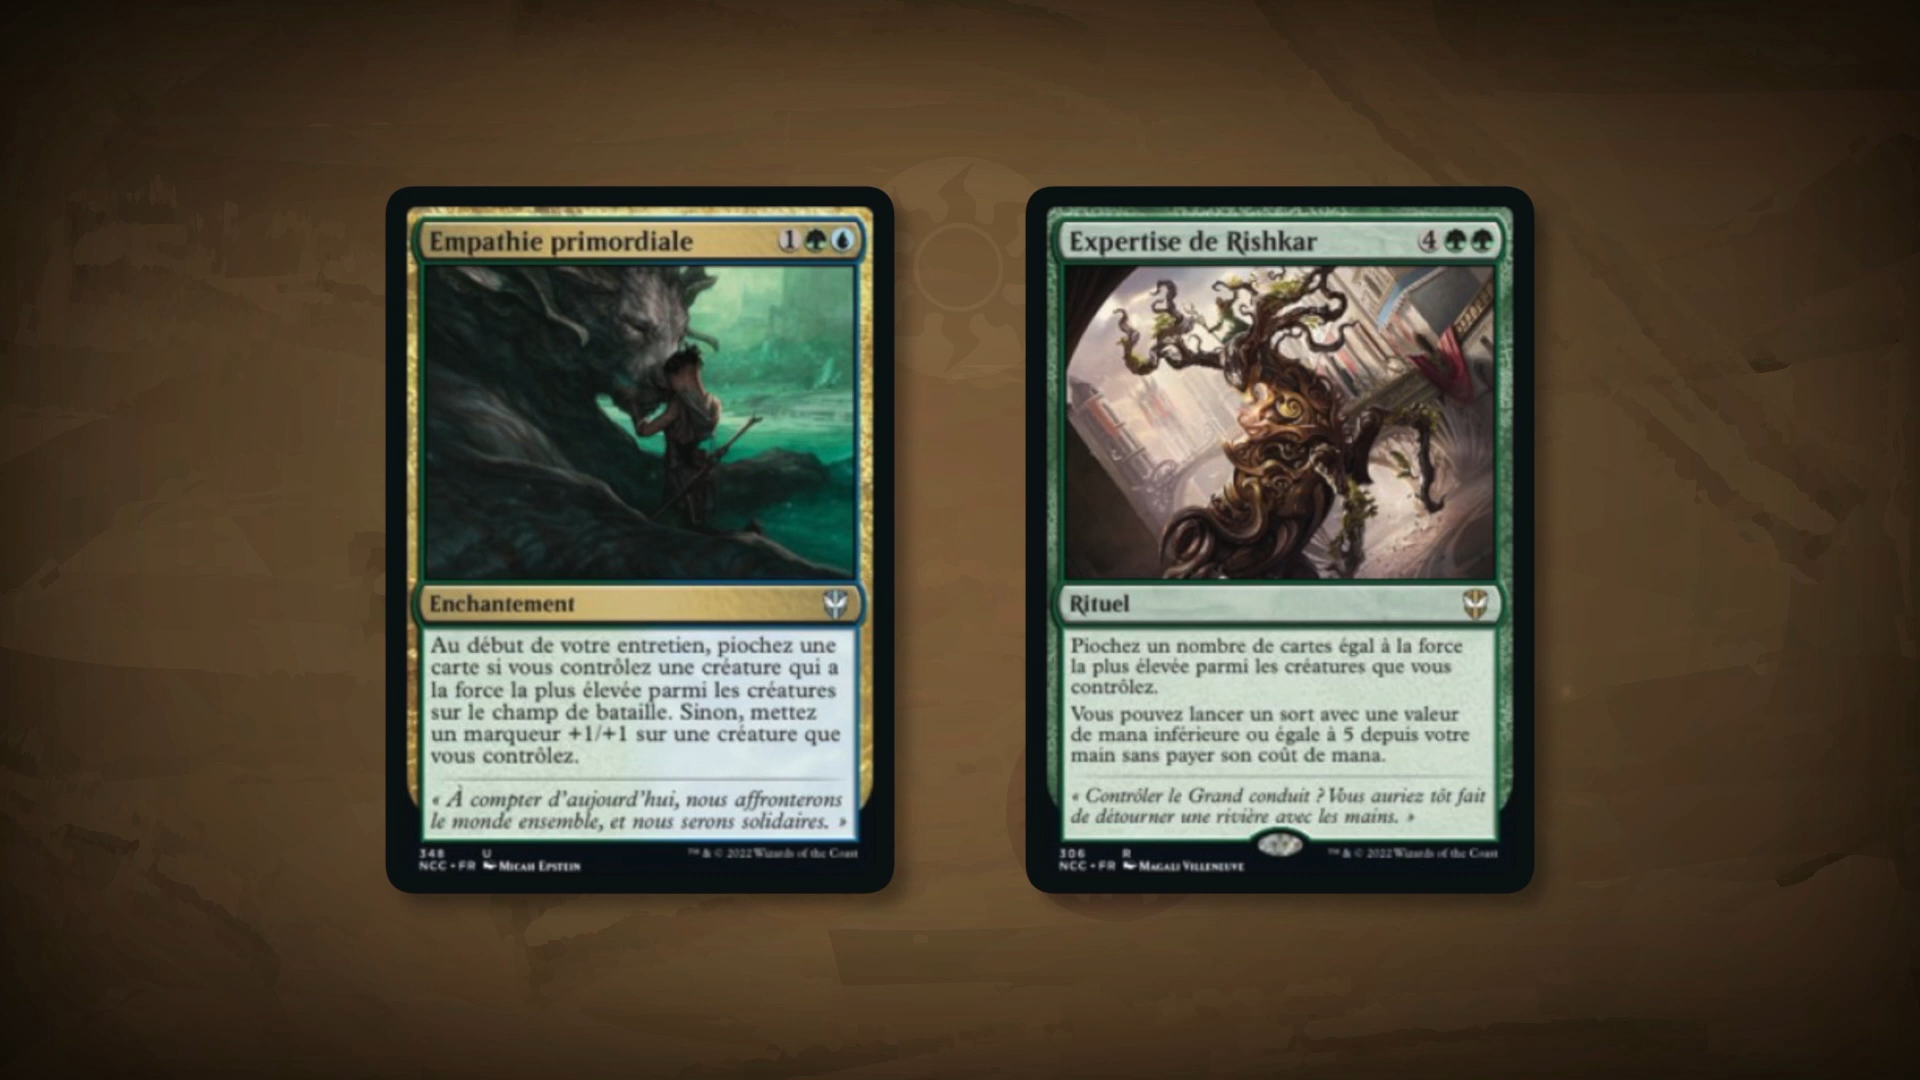 Empathie primordiale
1
Enchantement
Au début de votre entretien, piochez une
carte si vous contrôlez une créature qui a
la force la plus élevée parmi les créatures
sur le champ de bataille. Sinon, mettez
un marqueur +1/+1 sur une créature que
vous contrôlez.
« À compter d'aujourd'hui, nous affronterons
le monde ensemble, et nous serons solidaires. »
348 U
NCC • FR Micah Epstein
™ & © 2022 Wizards of the Coast
Expertise de Rishkar
4
Rituel
Piochez un nombre de cartes égal à la force
la plus élevée parmi les créatures que vous
contrôlez.
Vous pouvez lancer un sort avec une valeur
de mana inférieure ou égale à 5 depuis votre
main sans payer son coût de mana.
« Contrôler le Grand conduit ? Vous auriez tôt fait
de détourner une rivière avec les mains. »
306 R
NCC • FR Magali Villeneuve
™ & © 2022 Wizards of the Coast